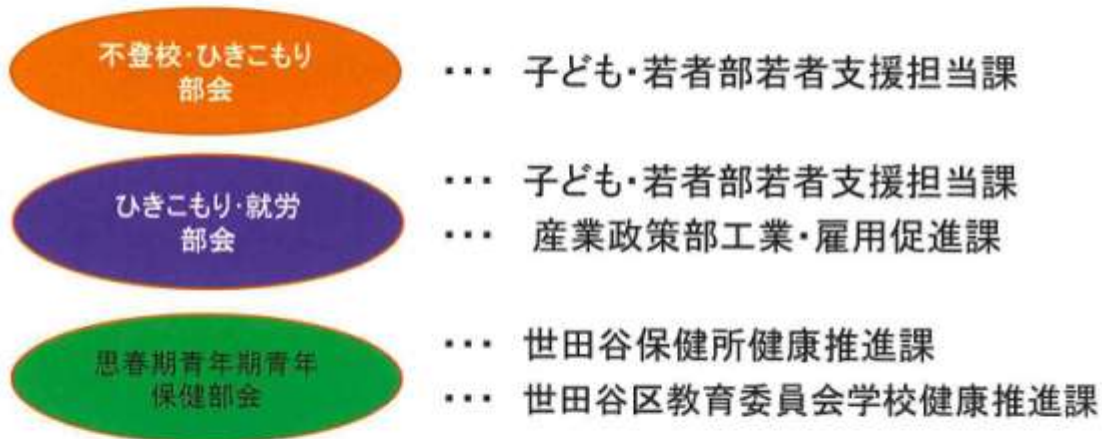 不登校・ひきこもり
部会
・・・ 子ども・若者部若者支援担当課
ひきこもり・就労
部会
・・・ 子ども・若者部若者支援担当課
・・・ 産業政策部工業・雇用促進課
思春期青年期青年
保健部会
・・・ 世田谷保健所健康推進課
・・・ 世田谷区教育委員会学校健康推進課